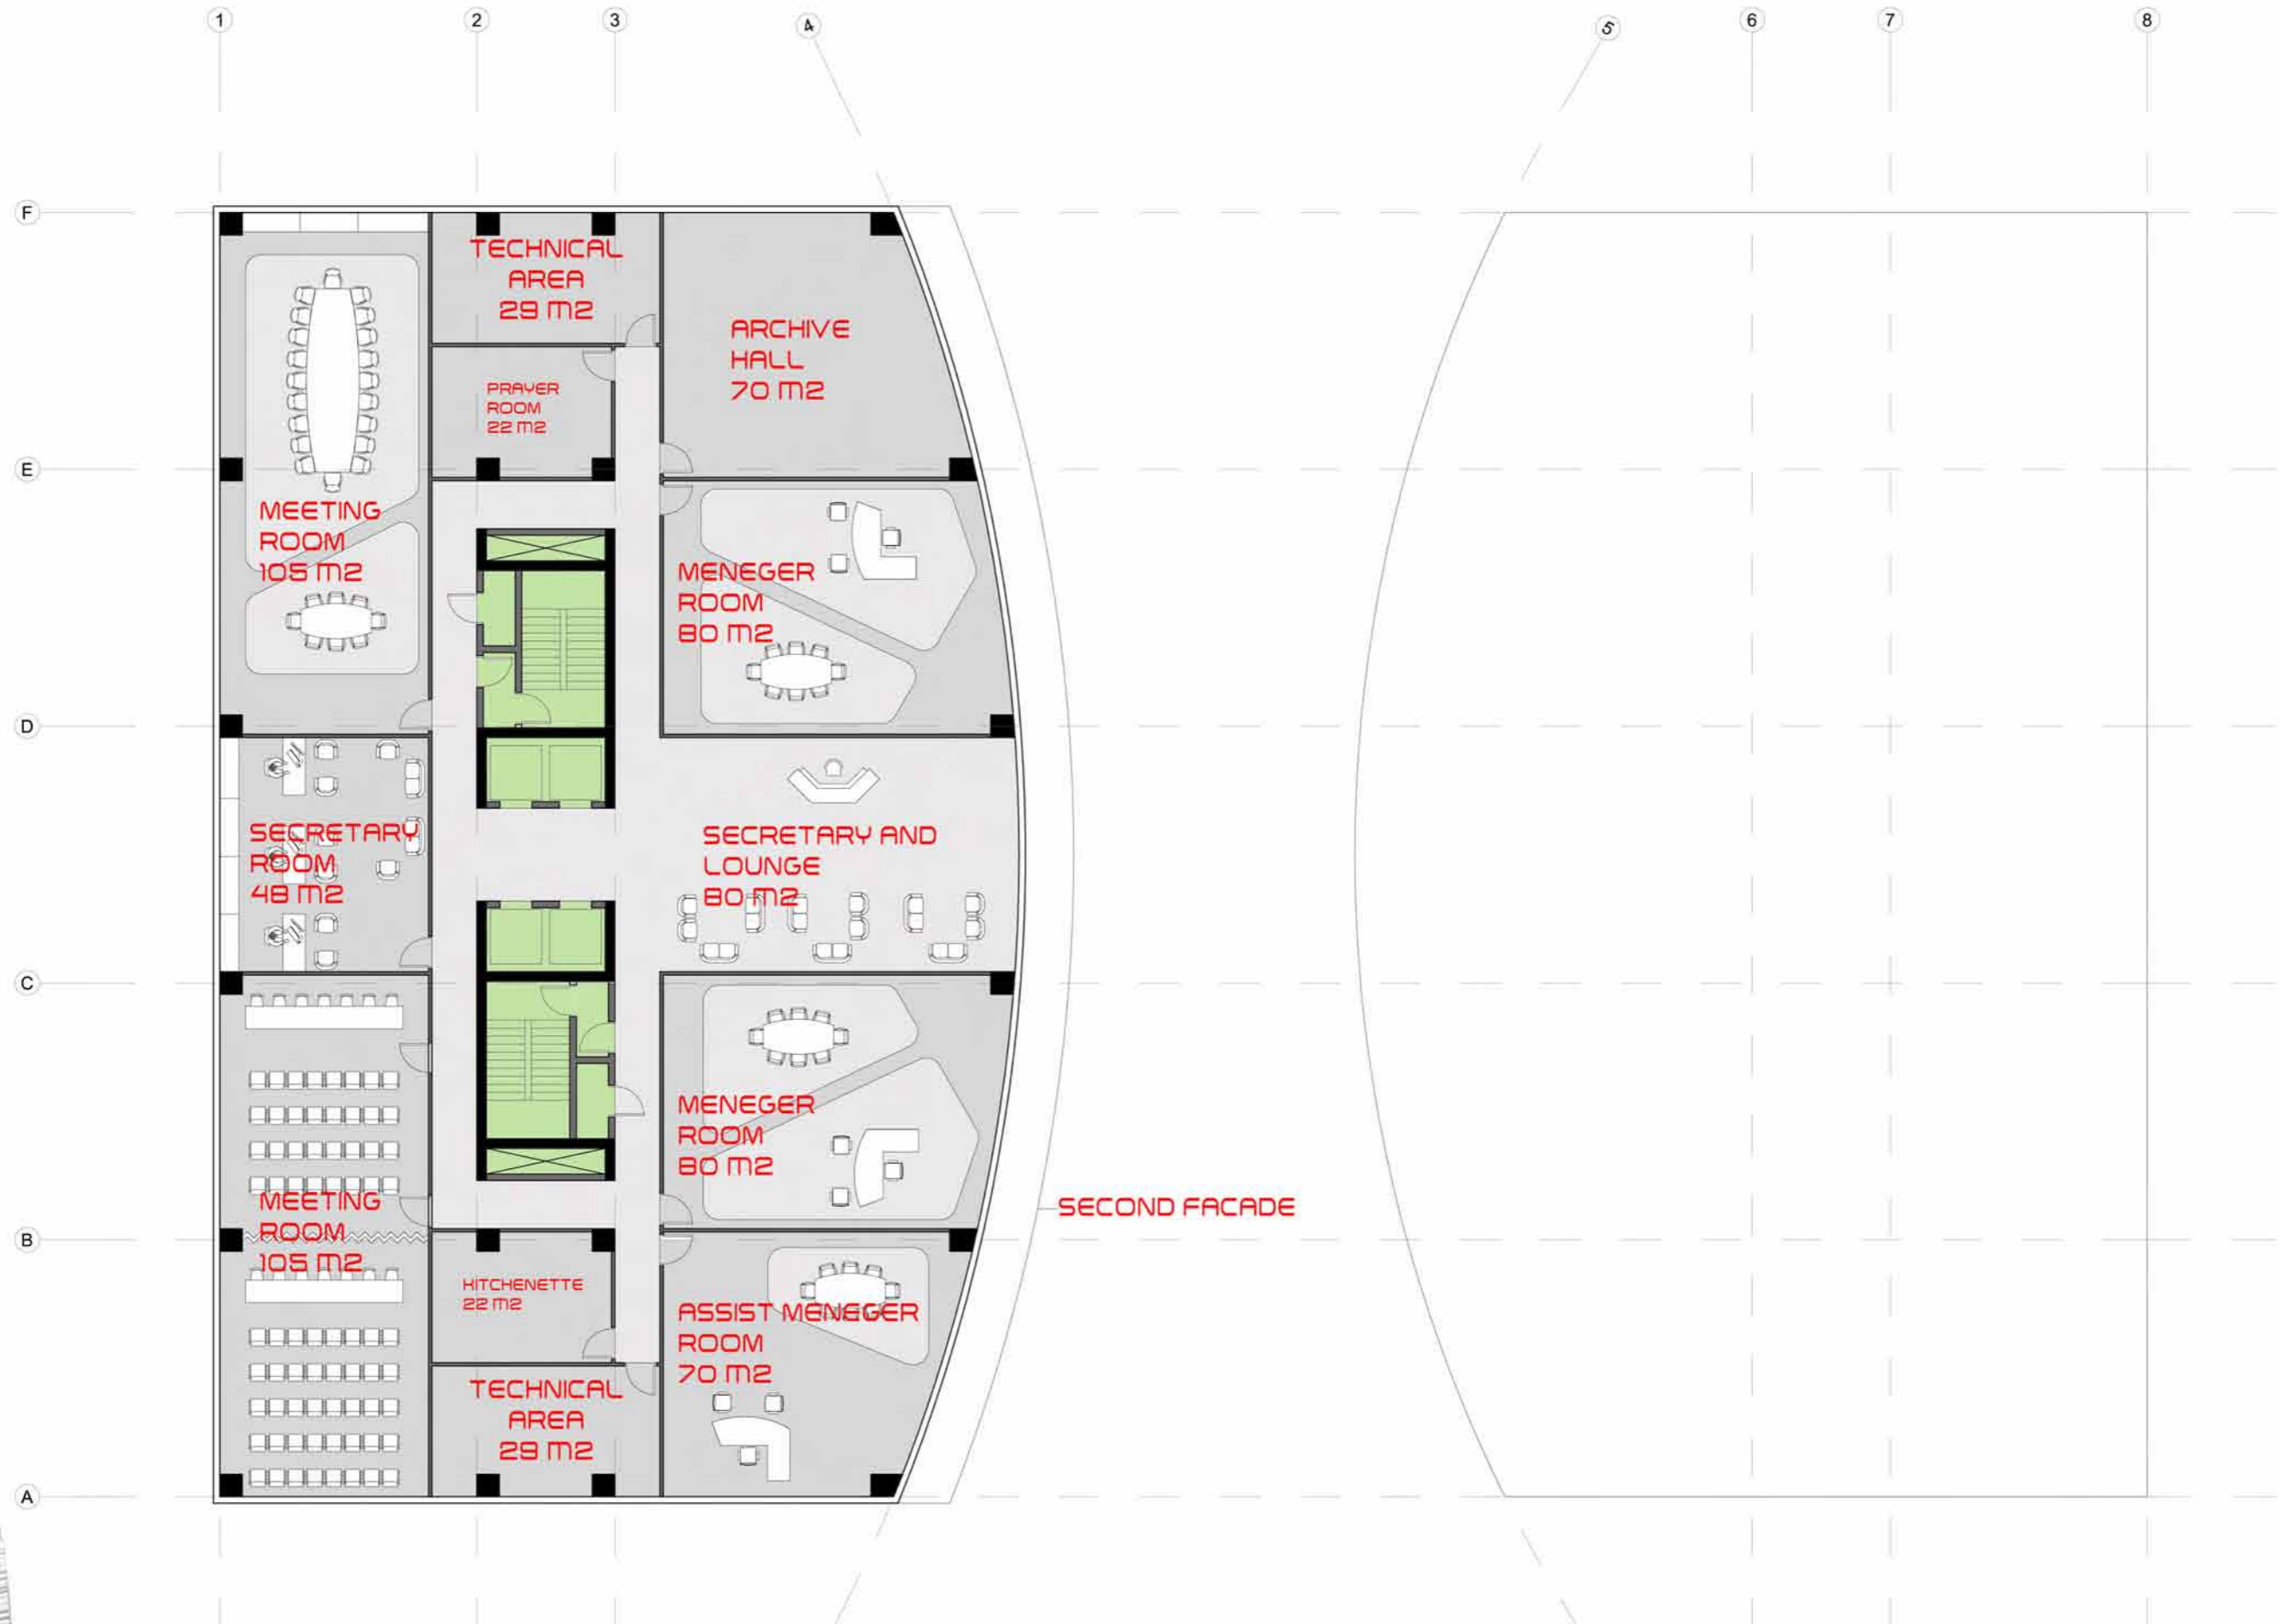 1
2
3
4
5
6
7
8
F
E
D
C
B
A
TECHNICAL
AREA
29 m2
ARCHIVE
HALL
70 m2
PRAYER
ROOM
22 m2
MEETING
ROOM
105 m2
MENEGER
ROOM
80 m2
SECRETARY
ROOM
48 m2
SECRETARY AND
LOUNGE
80 m2
MENEGER
ROOM
80 m2
MEETING
ROOM
105 m2
SECOND FACADE
KITCHENETTE
22 m2
ASSIST MENEGER
ROOM
70 m2
TECHNICAL
AREA
29 m2